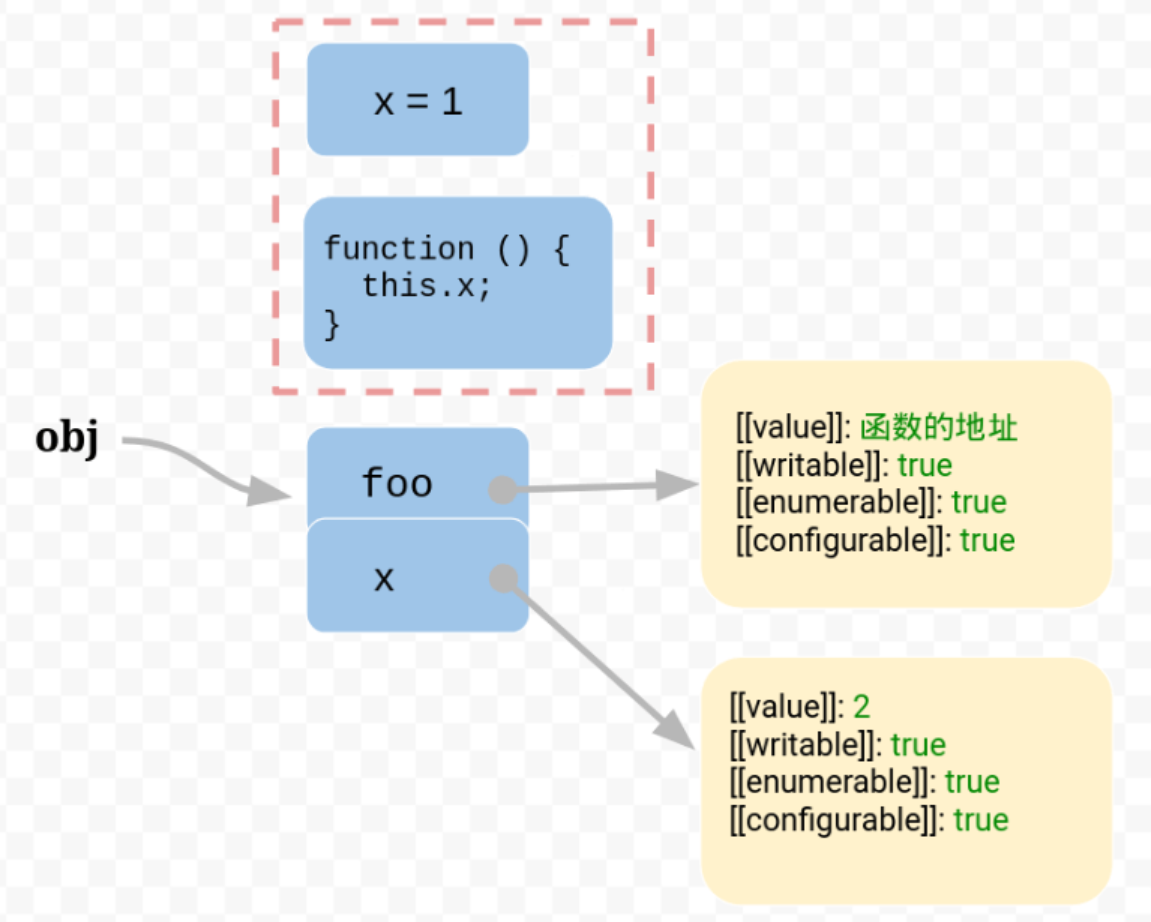 x = 1
function () {
  this.x;
}
obj
foo
x
[[value]]: 函数的地址
[[writable]]: true
[[enumerable]]: true
[[configurable]]: true
[[value]]: 2
[[writable]]: true
[[enumerable]]: true
[[configurable]]: true